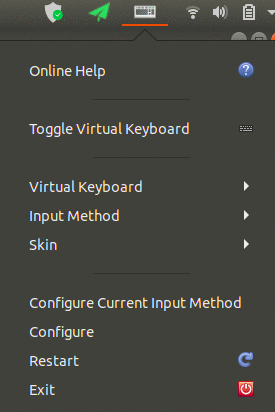 Online Help
Toggle Virtual Keyboard
Virtual Keyboard
Input Method
Skin
Configure Current Input Method
Configure
Restart
Exit